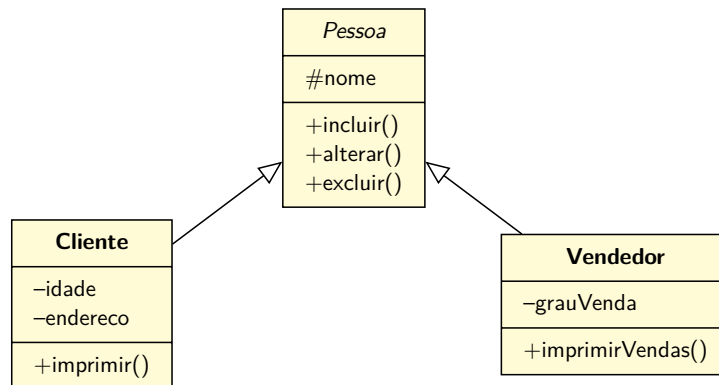 Pessoa
#nome
+incluir()
+alterar()
+excluir()
Cliente
–idade
–endereco
+imprimir()
Vendedor
–grauVenda
+imprimirVendas()